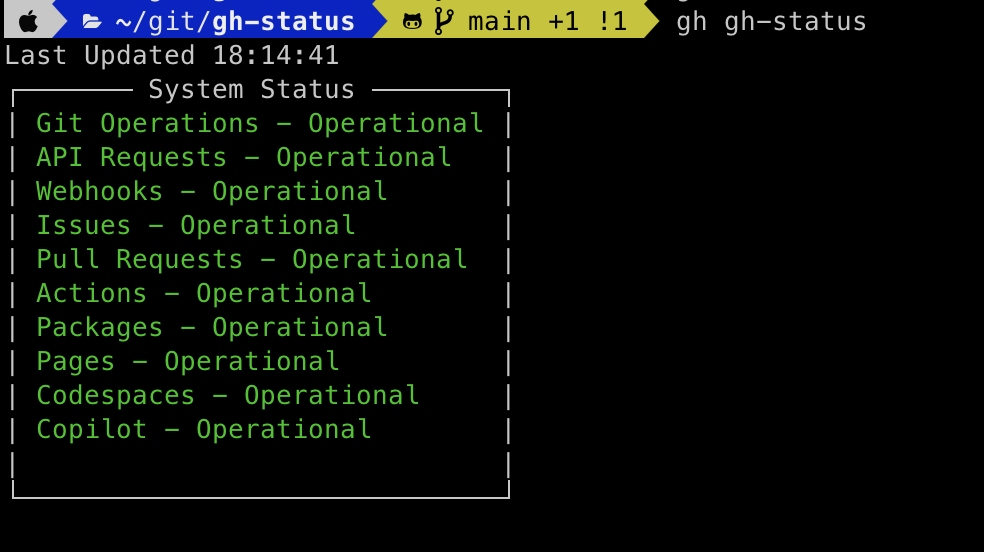 ~/git/gh-status main +1 !1 gh gh-status
Last Updated 18:14:41
System Status
Git Operations - Operational
API Requests - Operational
Webhooks - Operational
Issues - Operational
Pull Requests - Operational
Actions - Operational
Packages - Operational
Pages - Operational
Codespaces - Operational
Copilot - Operational